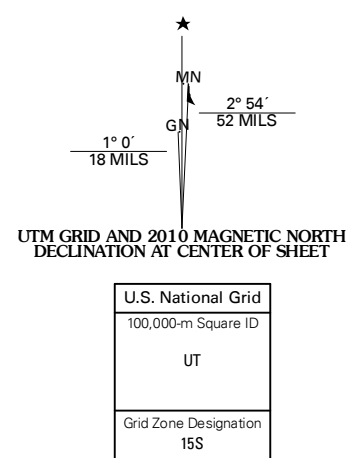 MN
2° 54´
52 MILS
GN
1° 0´
18 MILS
UTM GRID AND 2010 MAGNETIC NORTH
DECLINATION AT CENTER OF SHEET
U.S. National Grid
100,000-m Square ID
UT
Grid Zone Designation
15S